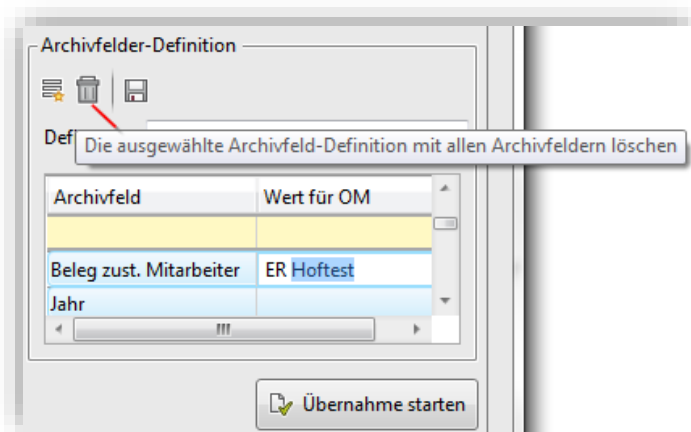 Archivfelder-Definition
Def
Die ausgewählte Archivfeld-Definition mit allen Archivfeldern löschen
Archivfeld Wert für OM
Beleg zust. Mitarbeiter ER Hoftest
Jahr
Übernahme starten